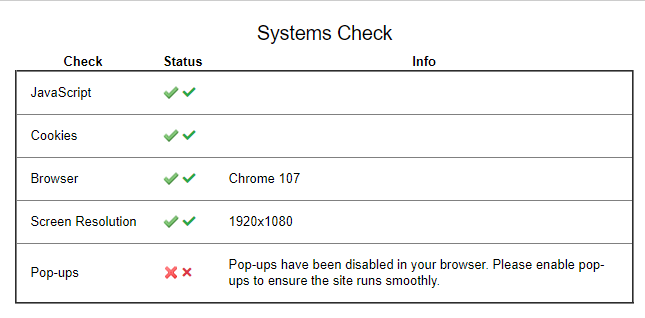 Systems Check
Check Status Info
JavaScript
Cookies
Browser Chrome 107
Screen Resolution 1920x1080
Pop-ups Pop-ups have been disabled in your browser. Please enable pop-
ups to ensure the site runs smoothly.